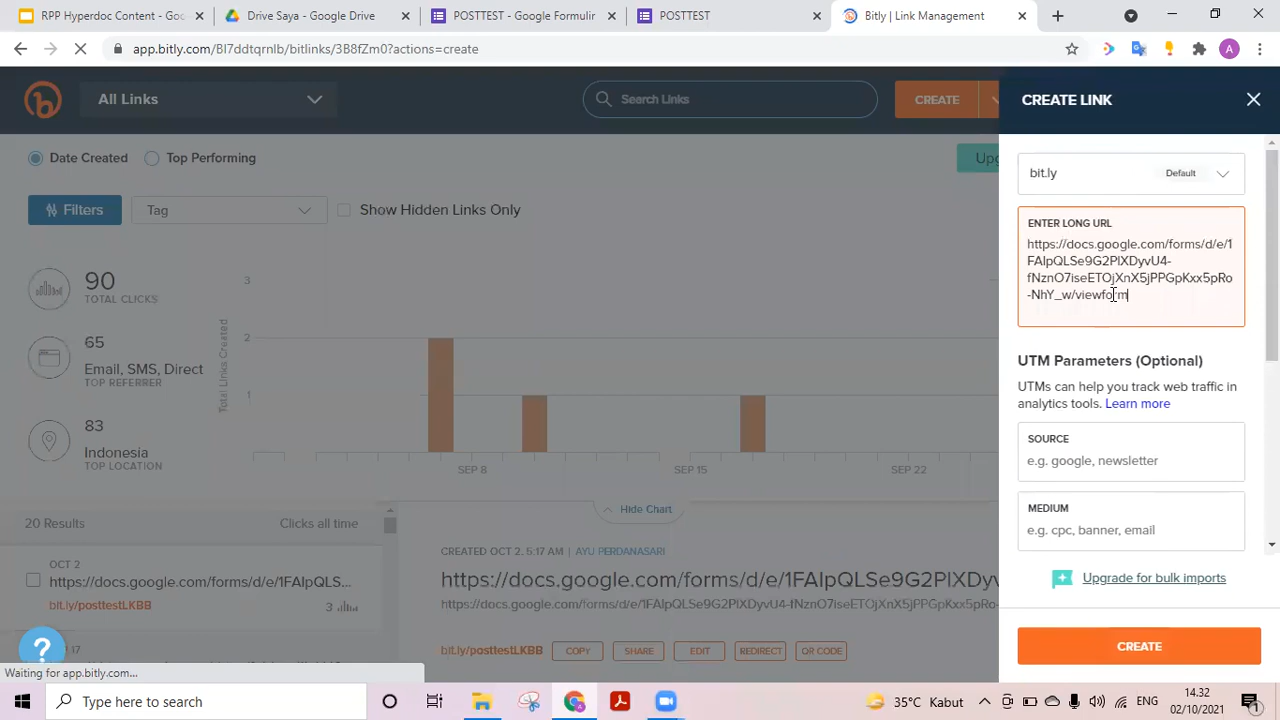 RPP Hyperdoc Content - Goo
Drive Saya - Google Drive
POSTTEST - Google Formulir
POSTTEST
Bitly | Link Management
app.bitly.com/Bl7ddtqrnlb/bitlinks/3B8fZm0?actions=create
A
All Links
Search Links
CREATE
CREATE LINK
Date Created
Top Performing
Upg
Filters
Tag
Show Hidden Links Only
bit.ly
Default
ENTER LONG URL
https://docs.google.com/forms/d/e/1
FAIpQLSe9G2PlXDyvU4-
fNznO7iseETOjXnX5jPPGpKxx5pRo
-NhY_w/viewform
90
TOTAL CLICKS
65
Email, SMS, Direct
TOP REFERRER
83
Indonesia
TOP LOCATION
Total Links Created
3
2
1
SEP 8
SEP 15
SEP 22
UTM Parameters (Optional)
UTMs can help you track web traffic in
analytics tools. Learn more
SOURCE
e.g. google, newsletter
MEDIUM
e.g. cpc, banner, email
Upgrade for bulk imports
CREATE
Hide Chart
20 Results
Clicks all time
OCT 2
https://docs.google.com/forms/d/e/1FAIpQLS...
bit.ly/posttestLKBB
3
17
CREATED OCT 2, 5:17 AM | AYU PERDANASARI
https://docs.google.com/forms/d/e/1FAIpQLSe9G2PlXDyv
https://docs.google.com/forms/d/e/1FAIpQLSe9G2PlXDyvU4-fNznO7iseETOjXnX5jPPGpKxx5pRo-
bit.ly/posttestLKBB
COPY
SHARE
EDIT
REDIRECT
QR CODE
?
Waiting for app.bitly.com...
Type here to search
35°C Kabut
ENG
14.32
02/10/2021
1